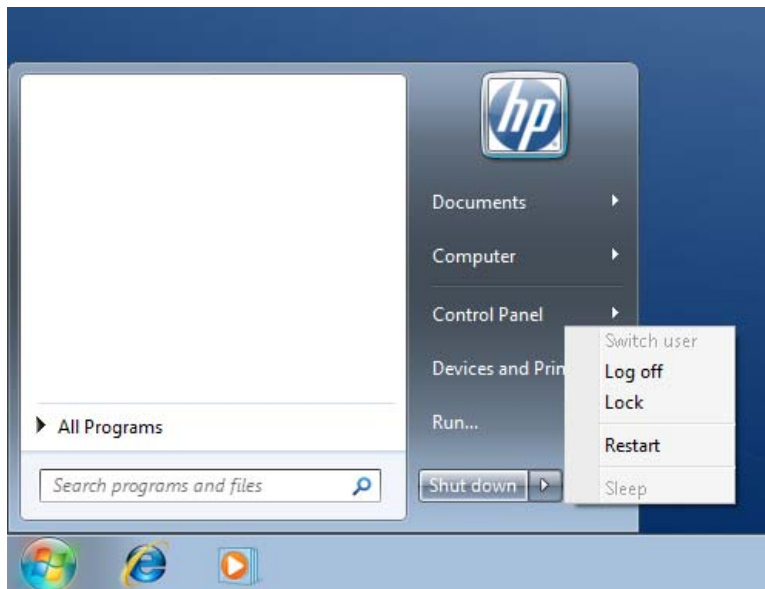 hp
Documents
Computer
Control Panel
Devices and Prin
Run...
All Programs
Search programs and files
Shut down
Switch user
Log off
Lock
Restart
Sleep